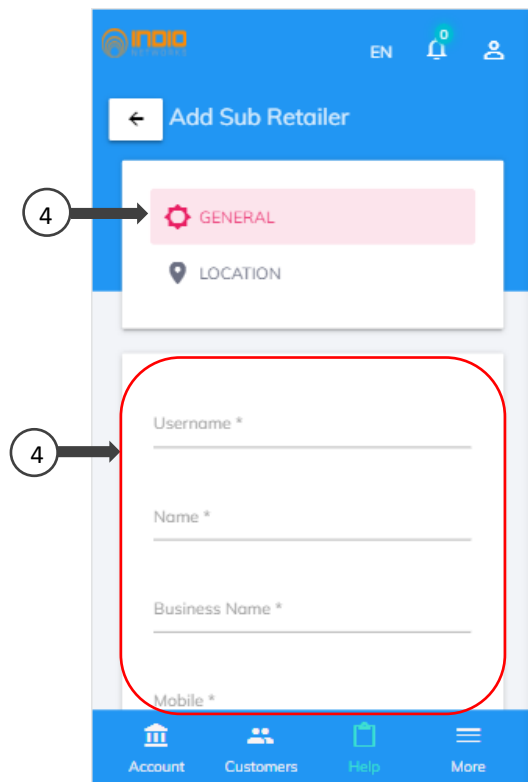 INDIO
NETWORKS
EN
0
Add Sub Retailer
4
GENERAL
LOCATION
4
Username *
Name *
Business Name *
Mobile *
Account Customers Help More